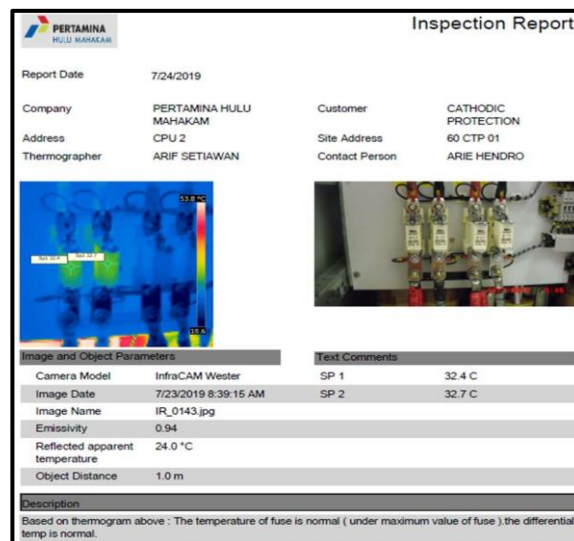 PERTAMINA
HULU MAHAKAM
Inspection Report
Report Date 7/24/2019
Company PERTAMINA HULU MAHAKAM Customer CATHODIC PROTECTION
Address CPU 2 Site Address 60 CTP 01
Thermographer ARIF SETIAWAN Contact Person ARIE HENDRO
53.8 °C
Image and Object Parameters Text Comments
Camera Model InfraCAM Wester SP 1 32.4 C
Image Date 7/23/2019 8:39:15 AM SP 2 32.7 C
Image Name IR_0143.jpg
Emissivity 0.94
Reflected apparent temperature 24.0 °C
Object Distance 1.0 m
Description
Based on thermogram above : The temperature of fuse is normal ( under maximum value of fuse ).the differential
temp is normal.